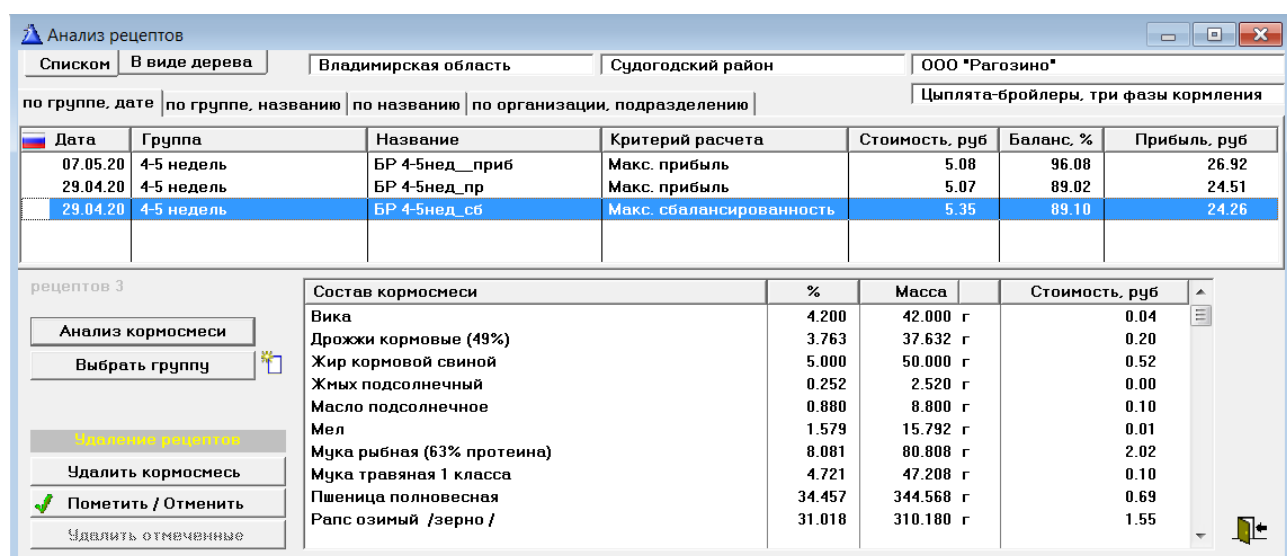 Анализ рецептов
Списком В виде дерева Владимирская область Судогодский район ООО "Рагозино"
Цыплята-бройлеры, три фазы кормления
по группе, дате по группе, названию по названию по организации, подразделению
Дата Группа Название Критерий расчета Стоимость, руб Баланс, % Прибыль, руб
07.05.20 4-5 недель БР 4-5нед__приб Макс. прибыль 5.08 96.08 26.92
29.04.20 4-5 недель БР 4-5нед_пр Макс. прибыль 5.07 89.02 24.51
29.04.20 4-5 недель БР 4-5нед_сб Макс. сбалансированность 5.35 89.10 24.26
рецептов 3
Анализ кормосмеси
Выбрать группу
Удаление рецептов
Удалить кормосмесь
Пометить / Отменить
Удалить отмеченные
Состав кормосмеси % Масса Стоимость, руб
Вика 4.200 42.000 г 0.04
Дрожжи кормовые (49%) 3.763 37.632 г 0.20
Жир кормовой свиной 5.000 50.000 г 0.52
Жмых подсолнечный 0.252 2.520 г 0.00
Масло подсолнечное 0.880 8.800 г 0.10
Мел 1.579 15.792 г 0.01
Мука рыбная (63% протеина) 8.081 80.808 г 2.02
Мука травяная 1 класса 4.721 47.208 г 0.10
Пшеница полновесная 34.457 344.568 г 0.69
Рапс озимый /зерно / 31.018 310.180 г 1.55